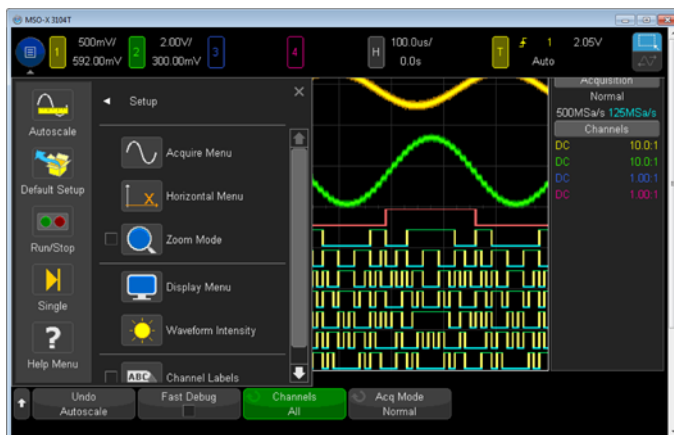 MSO-X 3104T
1
500mV/
592.00mV
2
2.00V/
300.00mV
3
4
H
100.0us/
0.0s
T
1
2.05V
Auto
Autoscale
Default Setup
Run/Stop
Single
?
Help Menu
Setup
Acquire Menu
X
Horizontal Menu
Zoom Mode
Display Menu
Waveform Intensity
ABC
Channel Labels
Acquisition
Normal
500MSa/s 125MSa/s
Channels
DC 10.0:1
DC 10.0:1
DC 1.00:1
DC 1.00:1
Undo
Autoscale
Fast Debug
Channels
All
Acq Mode
Normal